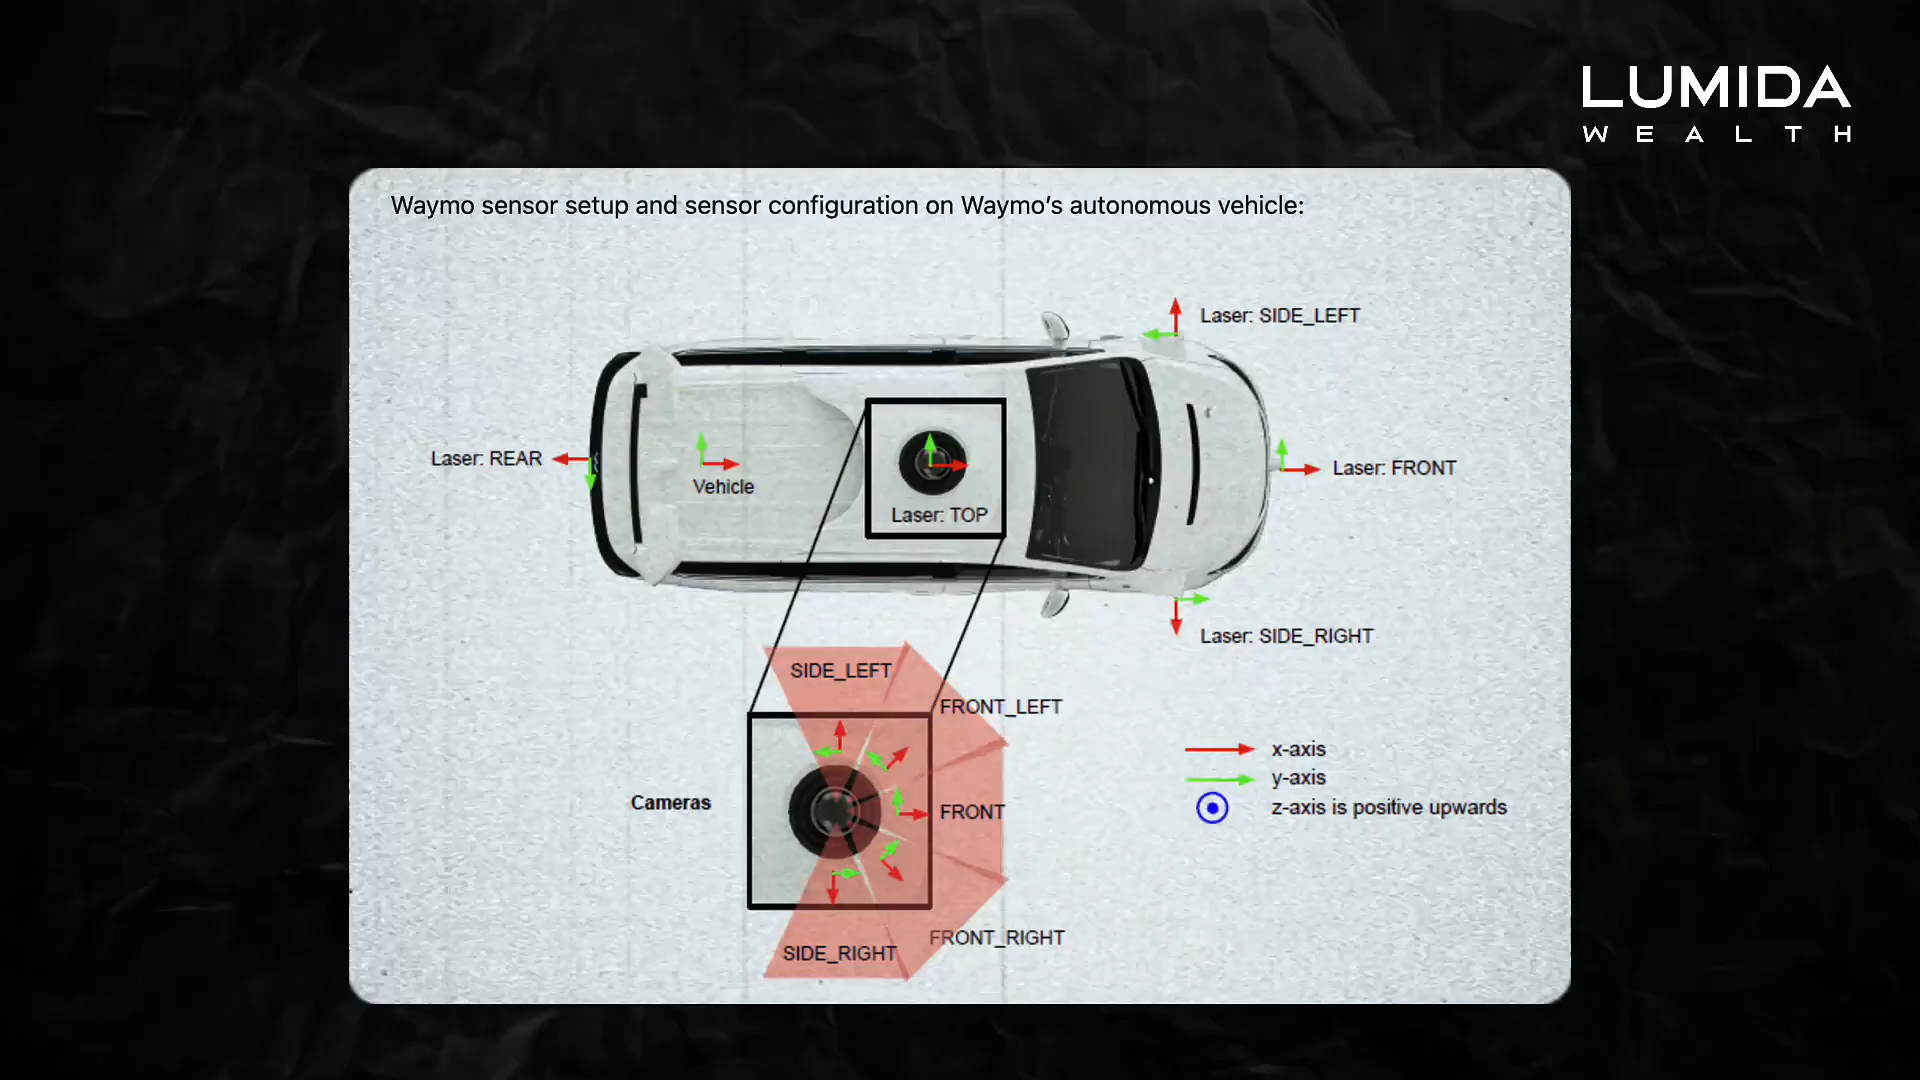 LUMIDA
WEALTH
Waymo sensor setup and sensor configuration on Waymo's autonomous vehicle:
Laser: SIDE_LEFT
Laser: REAR
Vehicle
Laser: TOP
Laser: FRONT
Laser: SIDE_RIGHT
SIDE_LEFT
FRONT_LEFT
Cameras
FRONT
FRONT_RIGHT
SIDE_RIGHT
x-axis
y-axis
z-axis is positive upwards